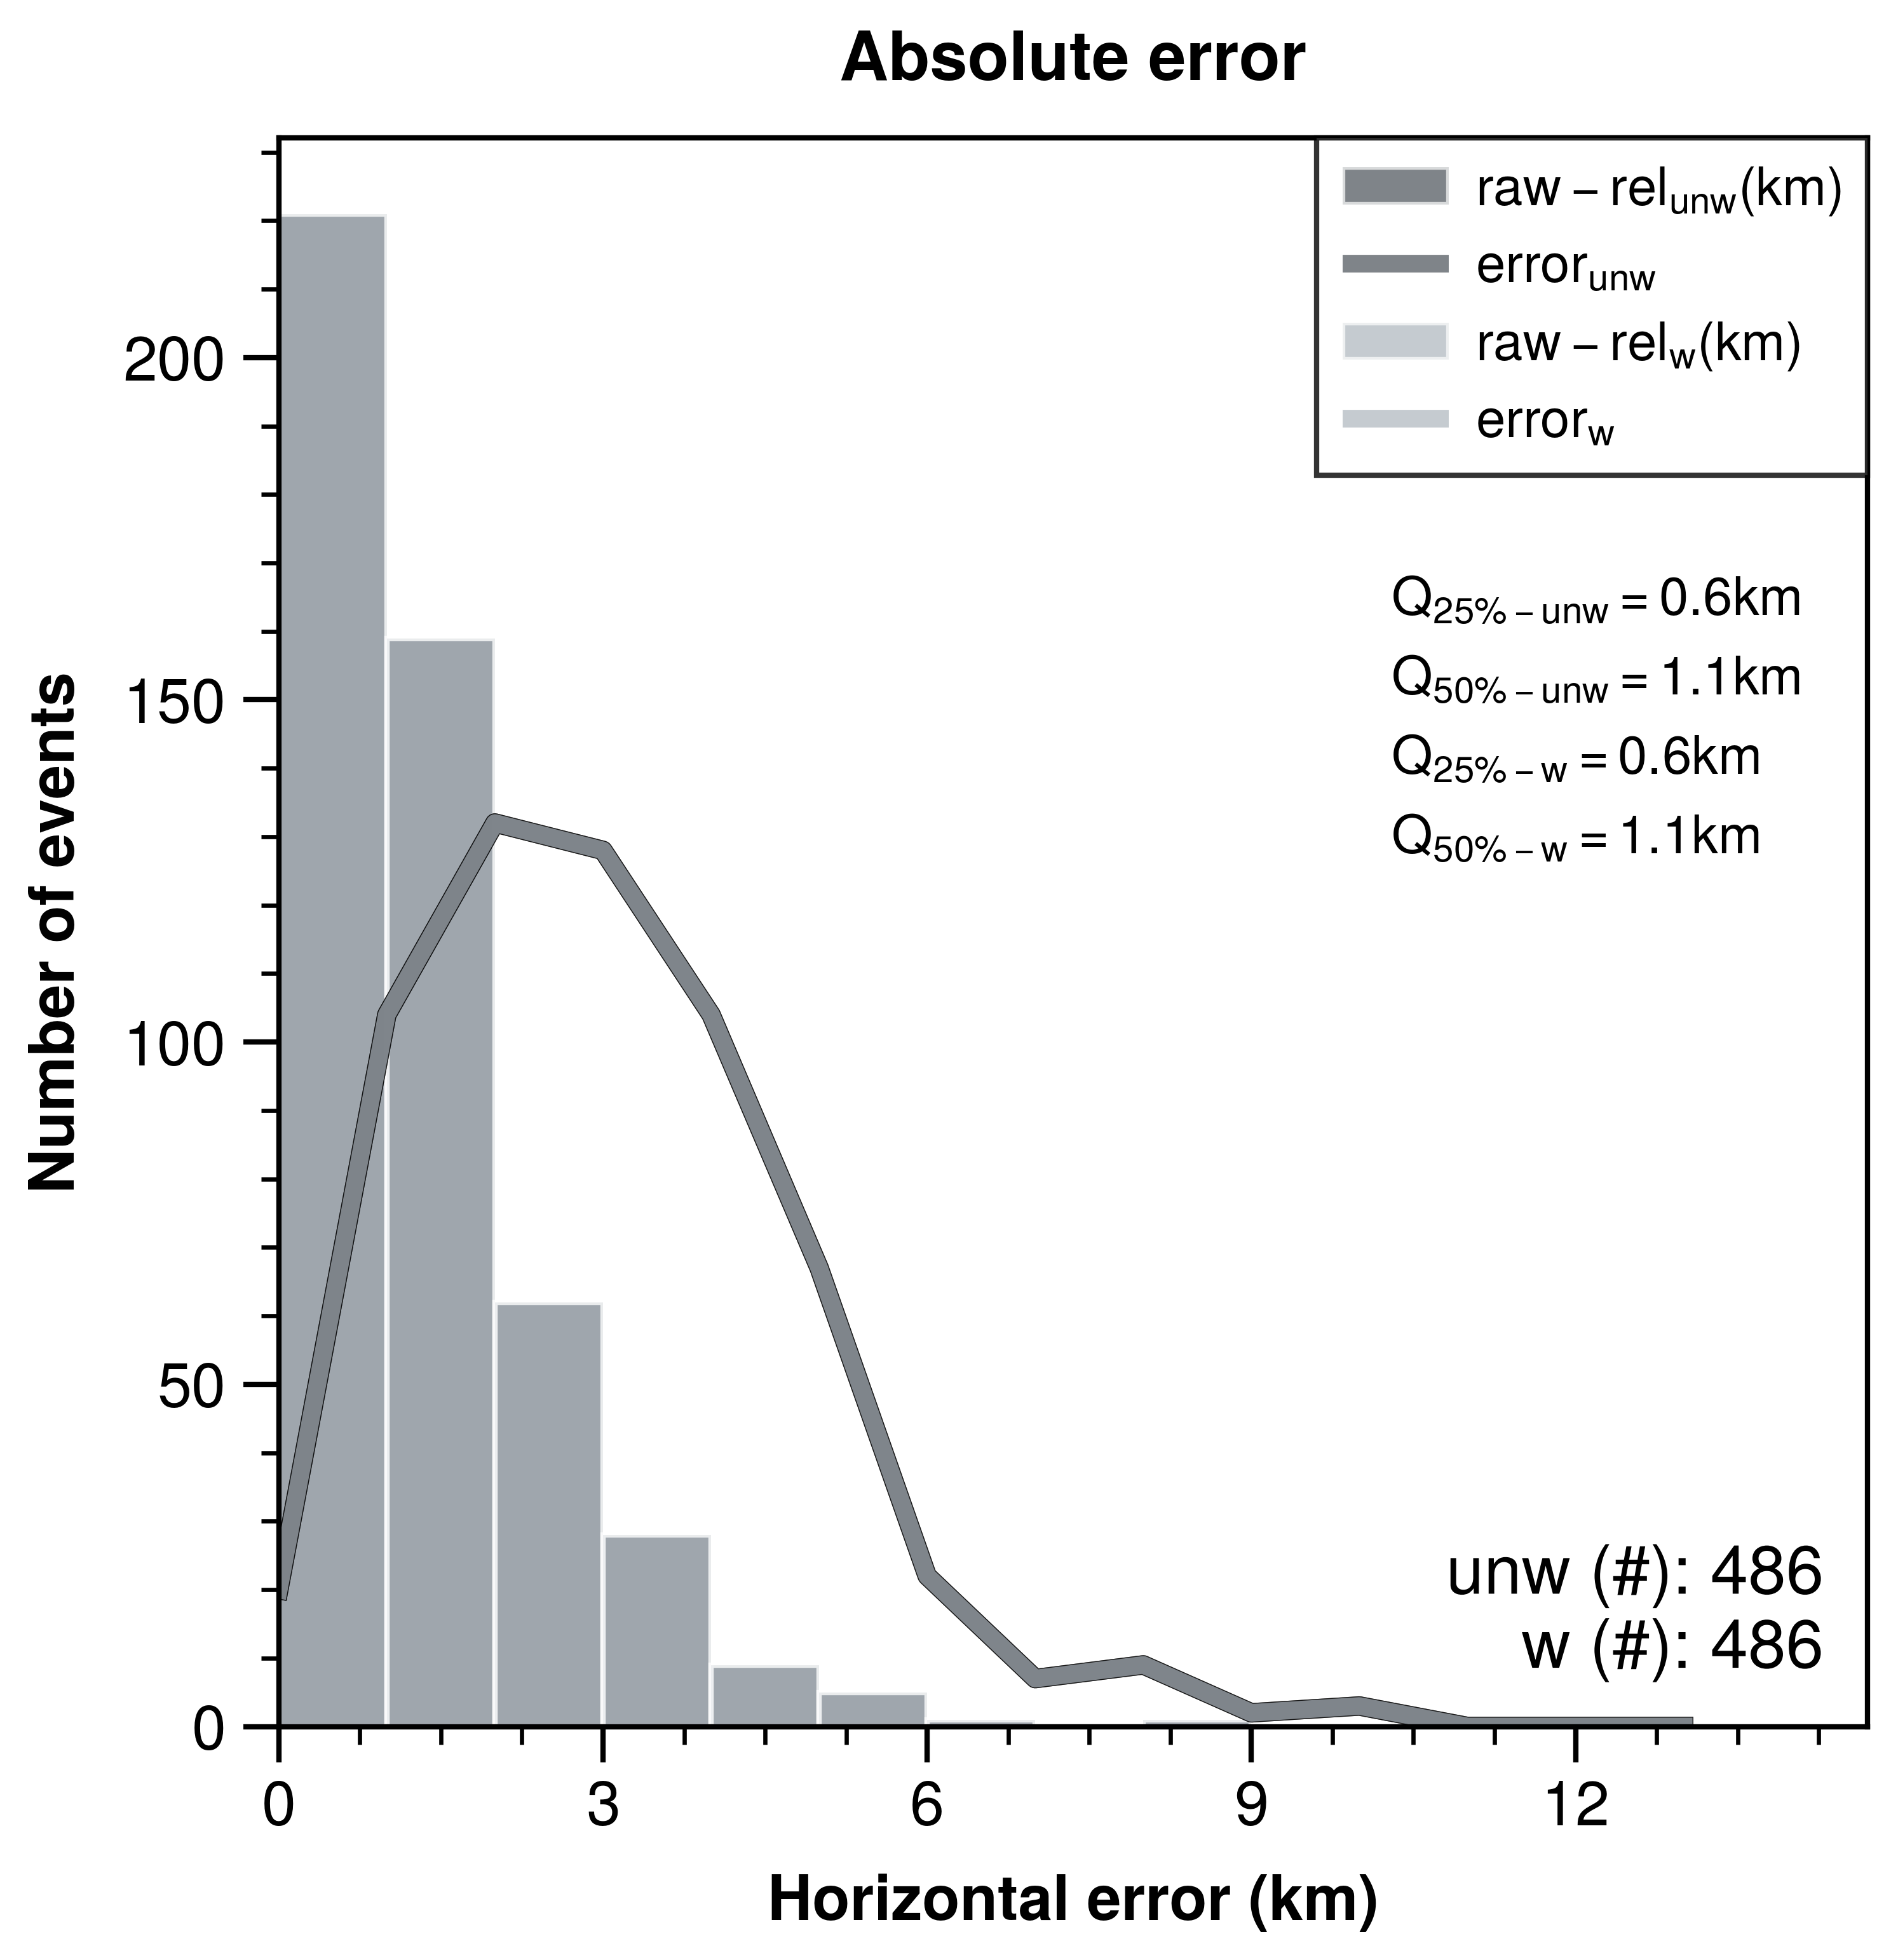 Absolute error
raw – rel_unw(km)
error_unw
raw – rel_w(km)
error_w
Q_25% – unw = 0.6km
Q_50% – unw = 1.1km
Q_25% – w = 0.6km
Q_50% – w = 1.1km
unw (#): 486
w (#): 486
Number of events
200
150
100
50
0
0 3 6 9 12
Horizontal error (km)